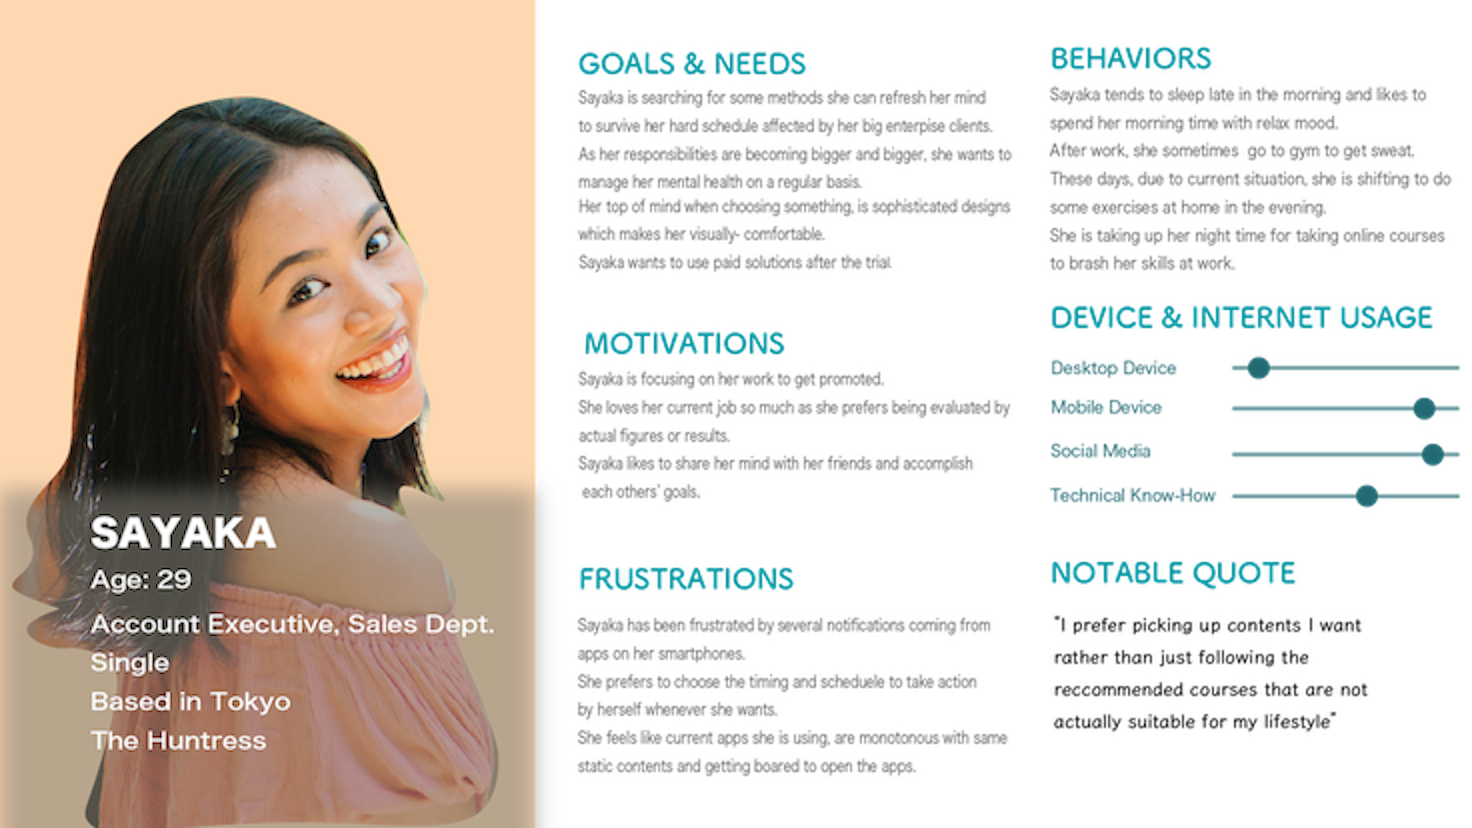 SAYAKA
Age: 29
Account Executive, Sales Dept.
Single
Based in Tokyo
The Huntress
GOALS & NEEDS
Sayaka is searching for some methods she can refresh her mind
to survive her hard schedule affected by her big enterpise clients.
As her responsibilities are becoming bigger and bigger, she wants to
manage her mental health on a regular basis.
Her top of mind when choosing something, is sophisticated designs
which makes her visually- comfortable.
Sayaka wants to use paid solutions after the trial.
MOTIVATIONS
Sayaka is focusing on her work to get promoted.
She loves her current job so much as she prefers being evaluated by
actual figures or results.
Sayaka likes to share her mind with her friends and accomplish
each others' goals.
FRUSTRATIONS
Sayaka has been frustrated by several notifications coming from
apps on her smartphones.
She prefers to choose the timing and scheduele to take action
by herself whenever she wants.
She feels like current apps she is using, are monotonous with same
static contents and getting boared to open the apps.
BEHAVIORS
Sayaka tends to sleep late in the morning and likes to
spend her morning time with relax mood.
After work, she sometimes go to gym to get sweat.
These days, due to current situation, she is shifting to do
some exercises at home in the evening.
She is taking up her night time for taking online courses
to brash her skills at work.
DEVICE & INTERNET USAGE
Desktop Device
Mobile Device
Social Media
Technical Know-How
NOTABLE QUOTE
"I prefer picking up contents I want
rather than just following the
reccommended courses that are not
actually suitable for my lifestyle"